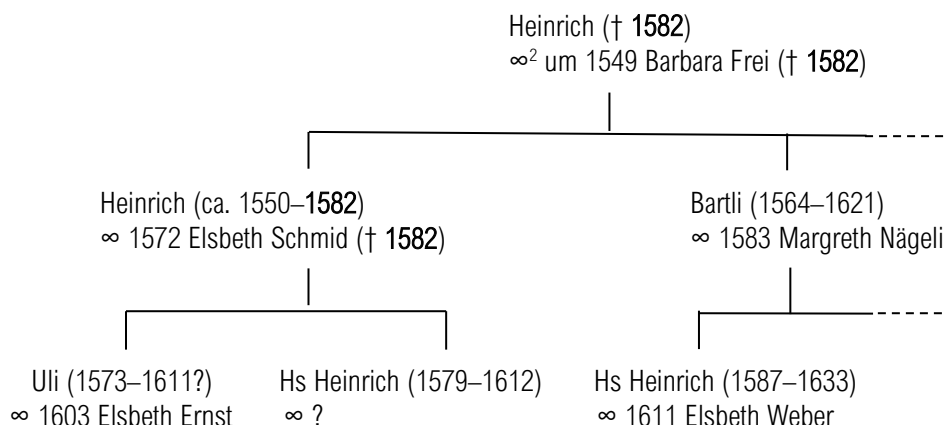 Heinrich († 1582)
∞² um 1549 Barbara Frei († 1582)
Heinrich (ca. 1550–1582)
∞ 1572 Elsbeth Schmid († 1582)
Bartli (1564–1621)
∞ 1583 Margreth Nägeli
Uli (1573–1611?)
∞ 1603 Elsbeth Ernst
Hs Heinrich (1579–1612)
∞ ?
Hs Heinrich (1587–1633)
∞ 1611 Elsbeth Weber